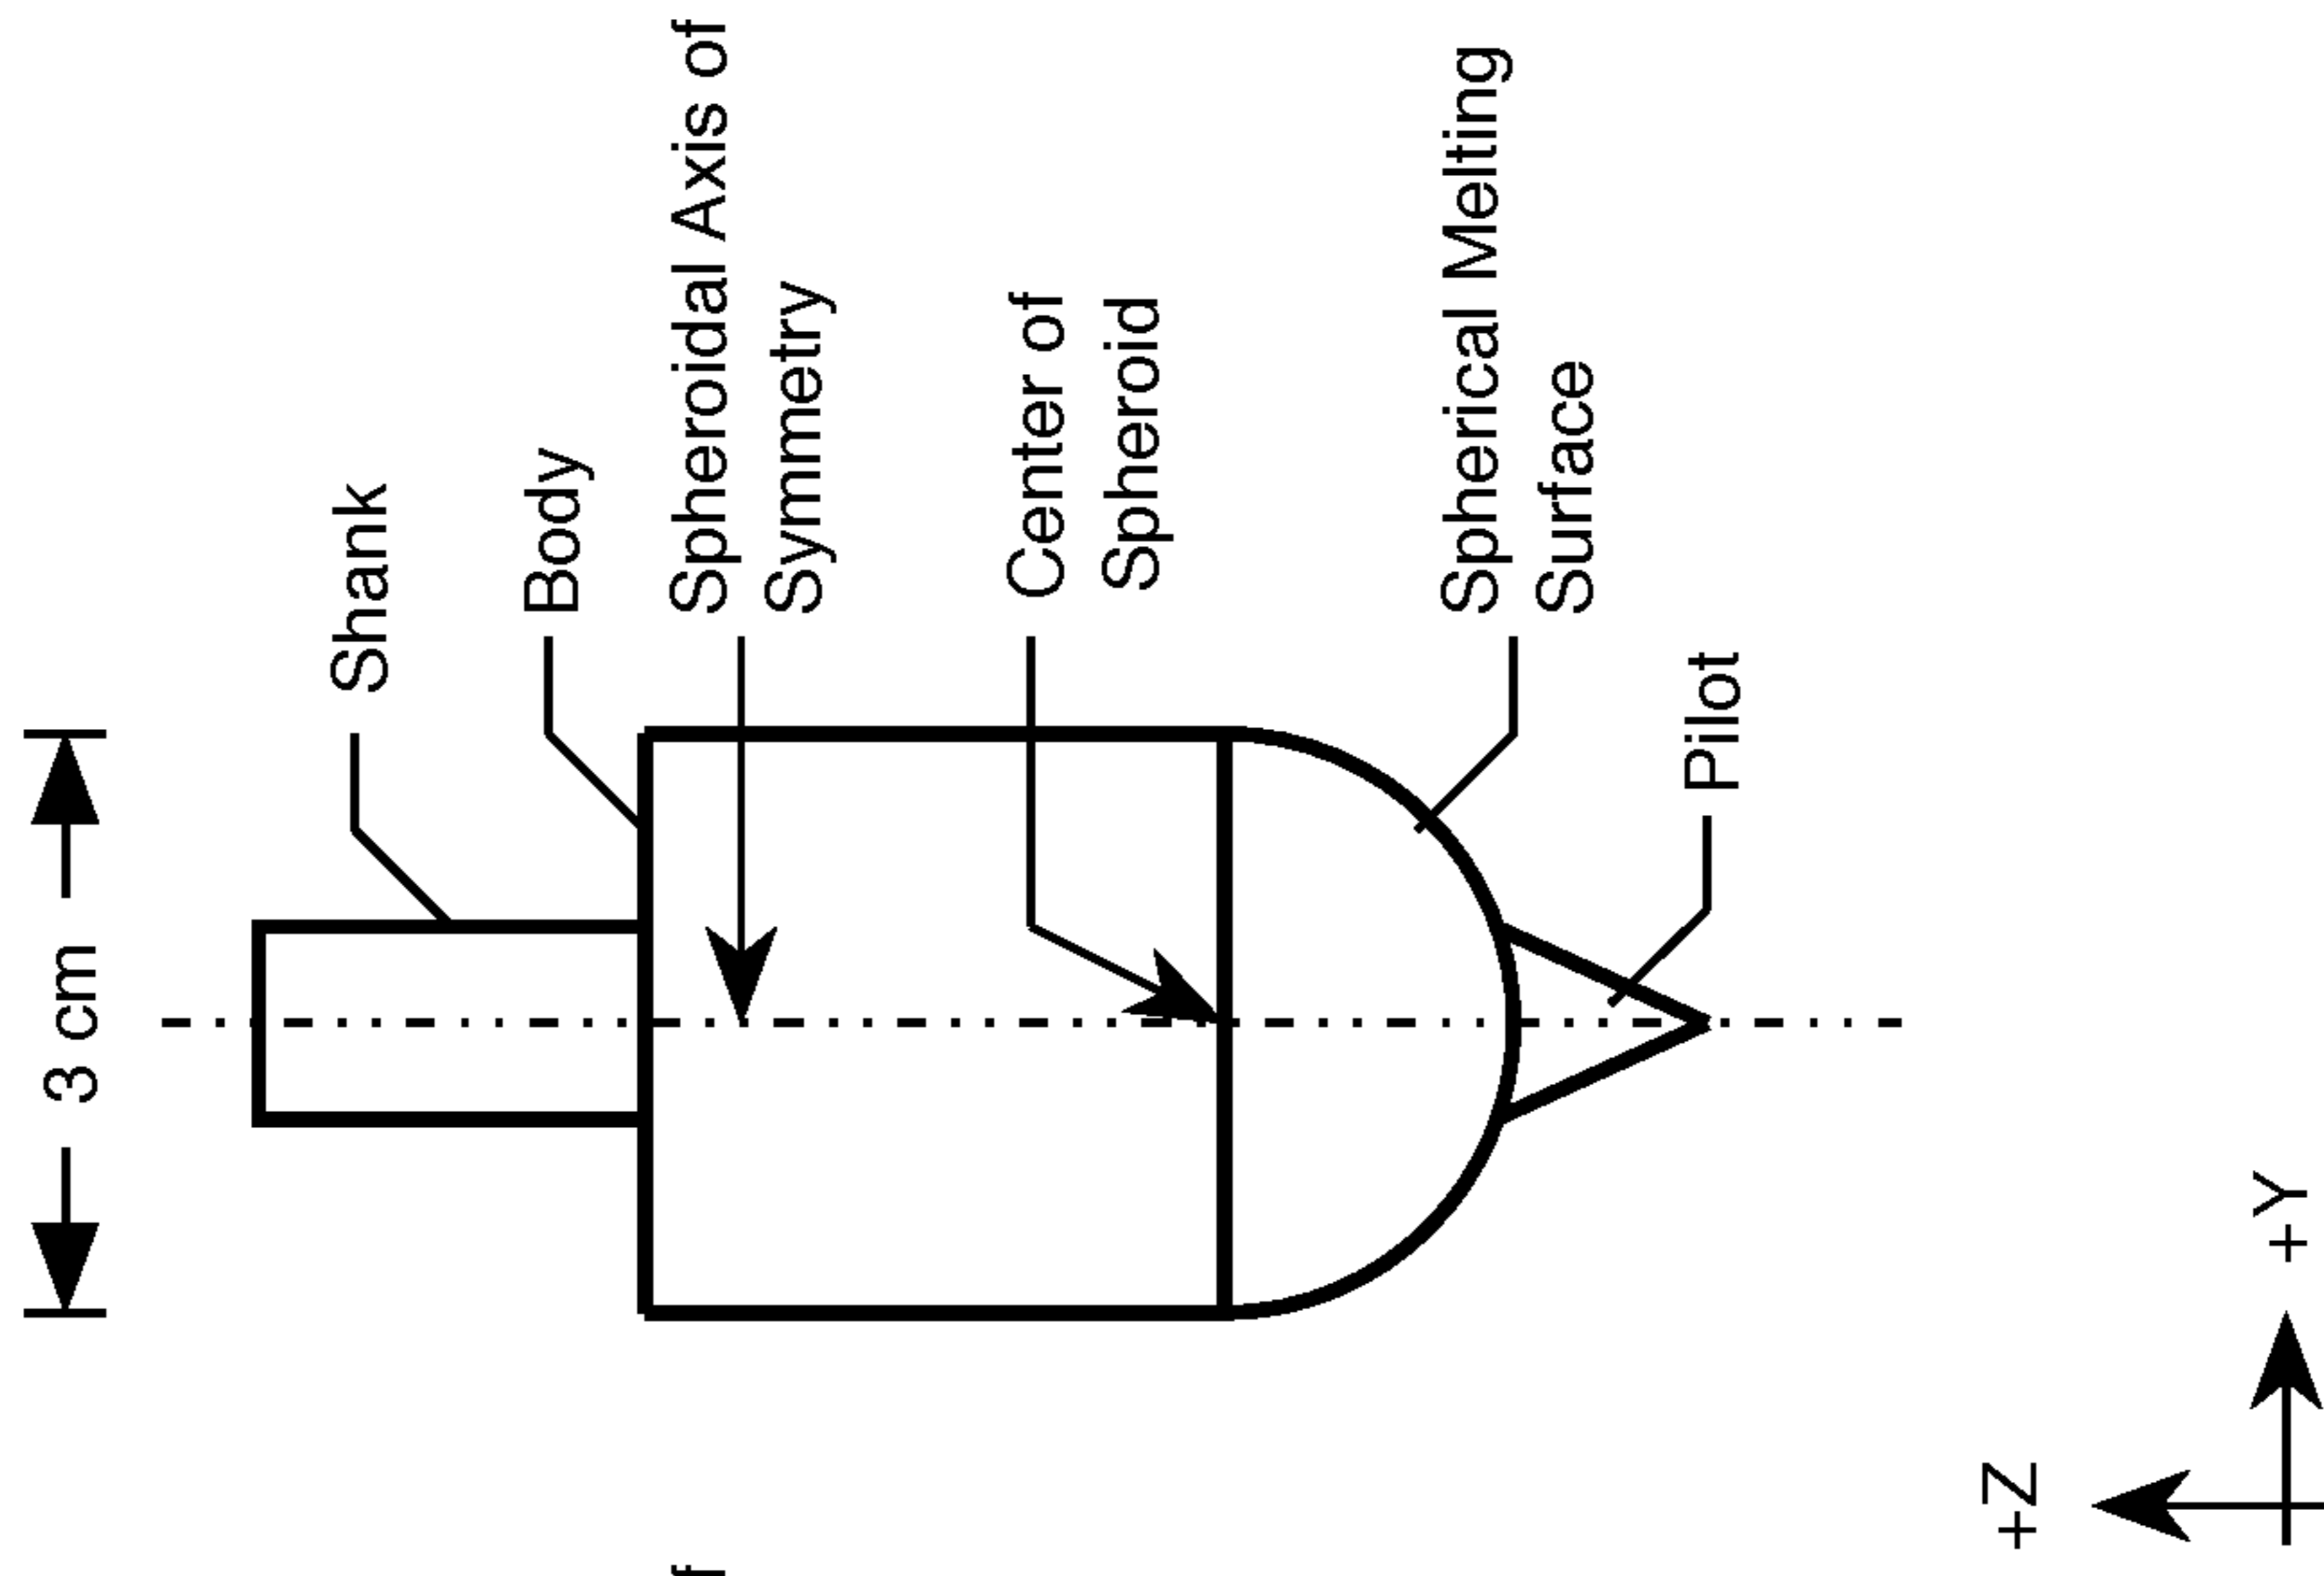 3 cm
Shank
Body
Spheroidal Axis of
Symmetry
Center of
Spheroid
Spherical Melting
Surface
Pilot
+Z
+Y
f